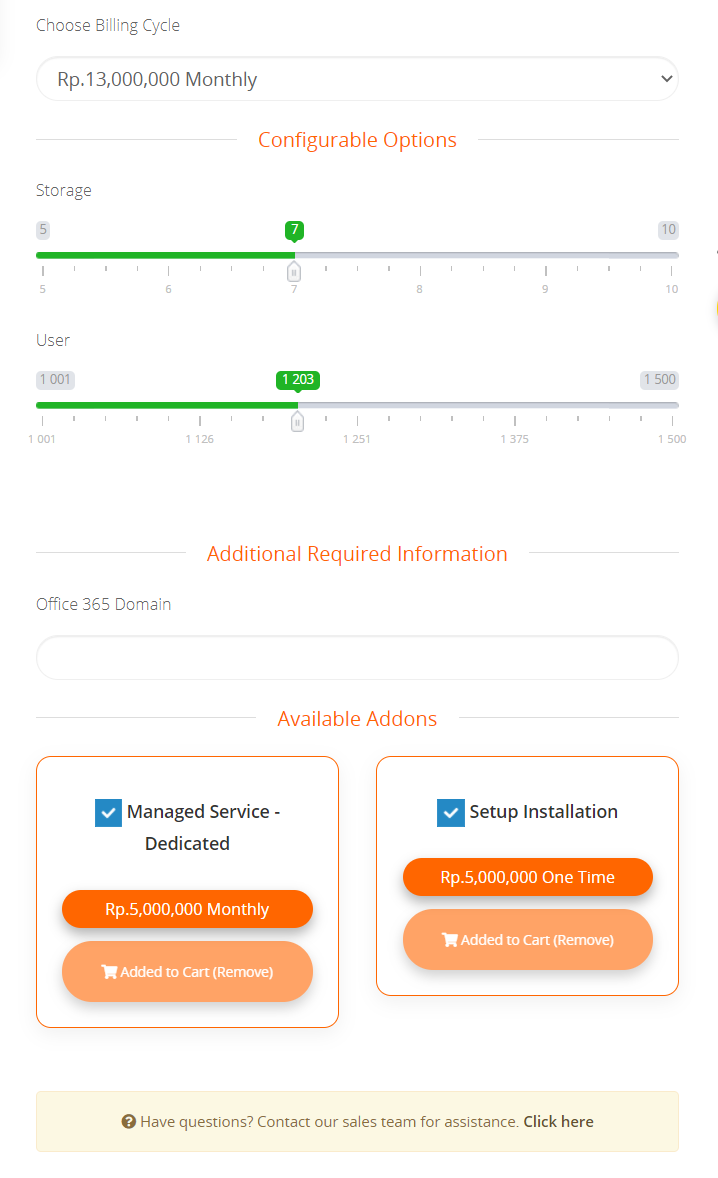 Choose Billing Cycle
Rp.13,000,000 Monthly
Configurable Options
Storage
5 7 10
5 6 7 8 9 10
User
1 001 1 203 1 500
1 001 1 126 1 251 1 375 1 500
Additional Required Information
Office 365 Domain
Available Addons
Managed Service -
Dedicated
Rp.5,000,000 Monthly
Added to Cart (Remove)
Setup Installation
Rp.5,000,000 One Time
Added to Cart (Remove)
Have questions? Contact our sales team for assistance. Click here